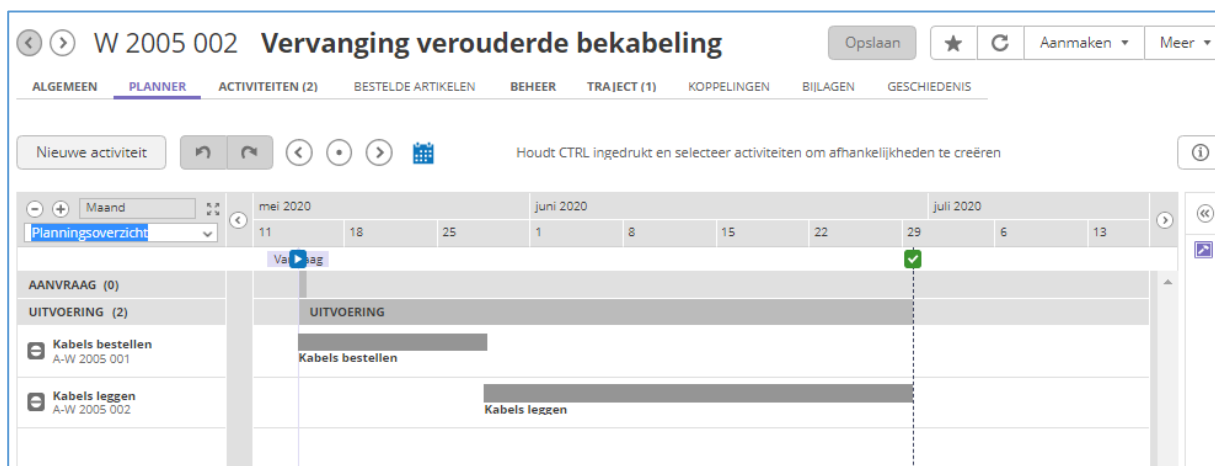 W 2005 002 Vervanging verouderde bekabeling Opslaan Aanmaken Meer
ALGEMEEN PLANNER ACTIVITEITEN (2) BESTELDE ARTIKELEN BEHEER TRAJECT (1) KOPPELINGEN BIJLAGEN GESCHIEDENIS
Nieuwe activiteit Houdt CTRL ingedrukt en selecteer activiteiten om afhankelijkheden te creëren
Maand mei 2020 juni 2020 juli 2020
Planningsoverzicht 11 18 25 1 8 15 22 29 6 13
AANVRAAG (0)
UITVOERING (2) UITVOERING
Kabels bestellen
A-W 2005 001
Kabels bestellen
Kabels leggen
A-W 2005 002
Kabels leggen